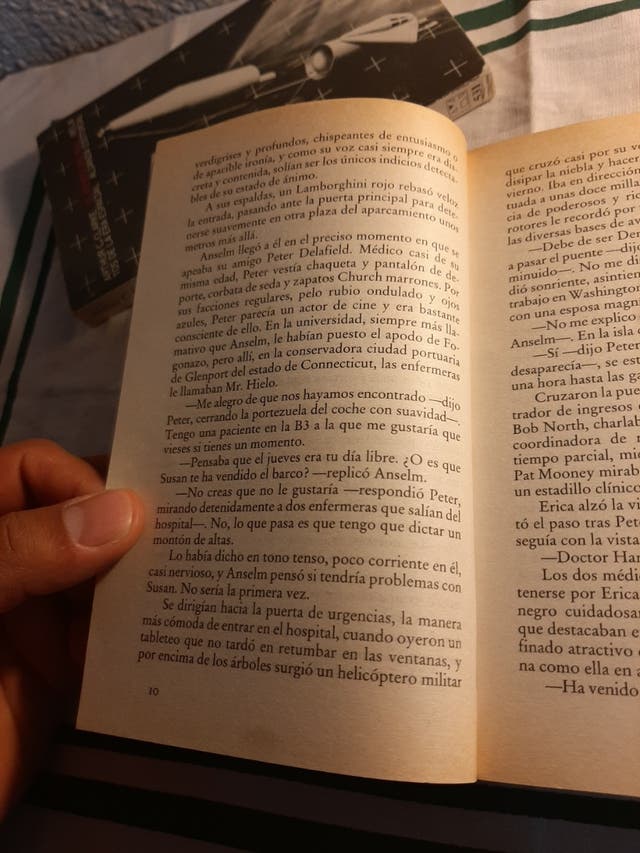 verdigrises y profundos, chispeantes de entusiasmo o
de apacible ironía, y como su voz casi siempre era dis-
creta y contenida, solían ser los únicos indicios detecta-
bles de su estado de ánimo.
A sus espaldas, un Lamborghini rojo rebasó veloz
la entrada, pasando ante la puerta principal para dete-
nerse suavemente en otra plaza del aparcamiento unos
metros más allá.
Anselm llegó a él en el preciso momento en que se
apeaba su amigo Peter Delafield. Médico casi de su
misma edad, Peter vestía chaqueta y pantalón de de-
porte, corbata de seda y zapatos Church marrones. Por
sus facciones regulares, pelo rubio ondulado y ojos
azules, Peter parecía un actor de cine y era bastante
consciente de ello. En la universidad, siempre más lla-
mativo que Anselm, le habían puesto el apodo de Fo-
gonazo, pero allí, en la conservadora ciudad portuaria
de Glenport del estado de Connecticut, las enfermeras
le llamaban Mr. Hielo.
—Me alegro de que nos hayamos encontrado —dijo
Peter, cerrando la portezuela del coche con suavidad—.
Tengo una paciente en la B3 a la que me gustaría que
vieses si tienes un momento.
—Pensaba que el jueves era tu día libre. ¿O es que
Susan te ha vendido el barco? —replicó Anselm.
—No creas que no le gustaría —respondió Peter,
mirando detenidamente a dos enfermeras que salían del
hospital—. No, lo que pasa es que tengo que dictar un
montón de altas.
Lo había dicho en tono tenso, poco corriente en él,
casi nervioso, y Anselm pensó si tendría problemas con
Susan. No sería la primera vez.
Se dirigían hacia la puerta de urgencias, la manera
más cómoda de entrar en el hospital, cuando oyeron un
tableteo que no tardó en retumbar en las ventanas, y
por encima de los árboles surgió un helicóptero militar
10
que cruzó casi por su
disipar la niebla y hacer
vierno. Iba en dirección
tuada a unas doce milla
cia de poderosos y ric
rotores le recordó por
las diversas bases de av
—Debe de ser Den
a pasar el puente —dij
minuido—. No me di
dió sonriente, asintien
trabajo en Washington
con una esposa magn
—No me explico
Anselm—. En la isla
—Sí —dijo Peter
desaparecía—, se est
una hora hasta las ga
Cruzaron la pue
trador de ingresos
Bob North, charlab
coordinadora de
tiempo parcial, mi
Pat Mooney mirab
un estadillo clínico
Erica alzó la vi
tó el paso tras Pet
seguía con la vista
—Doctor Har
Los dos médi
tenerse por Erica
negro cuidadosa
que destacaban e
finado atractivo
na como ella en a
—Ha venido